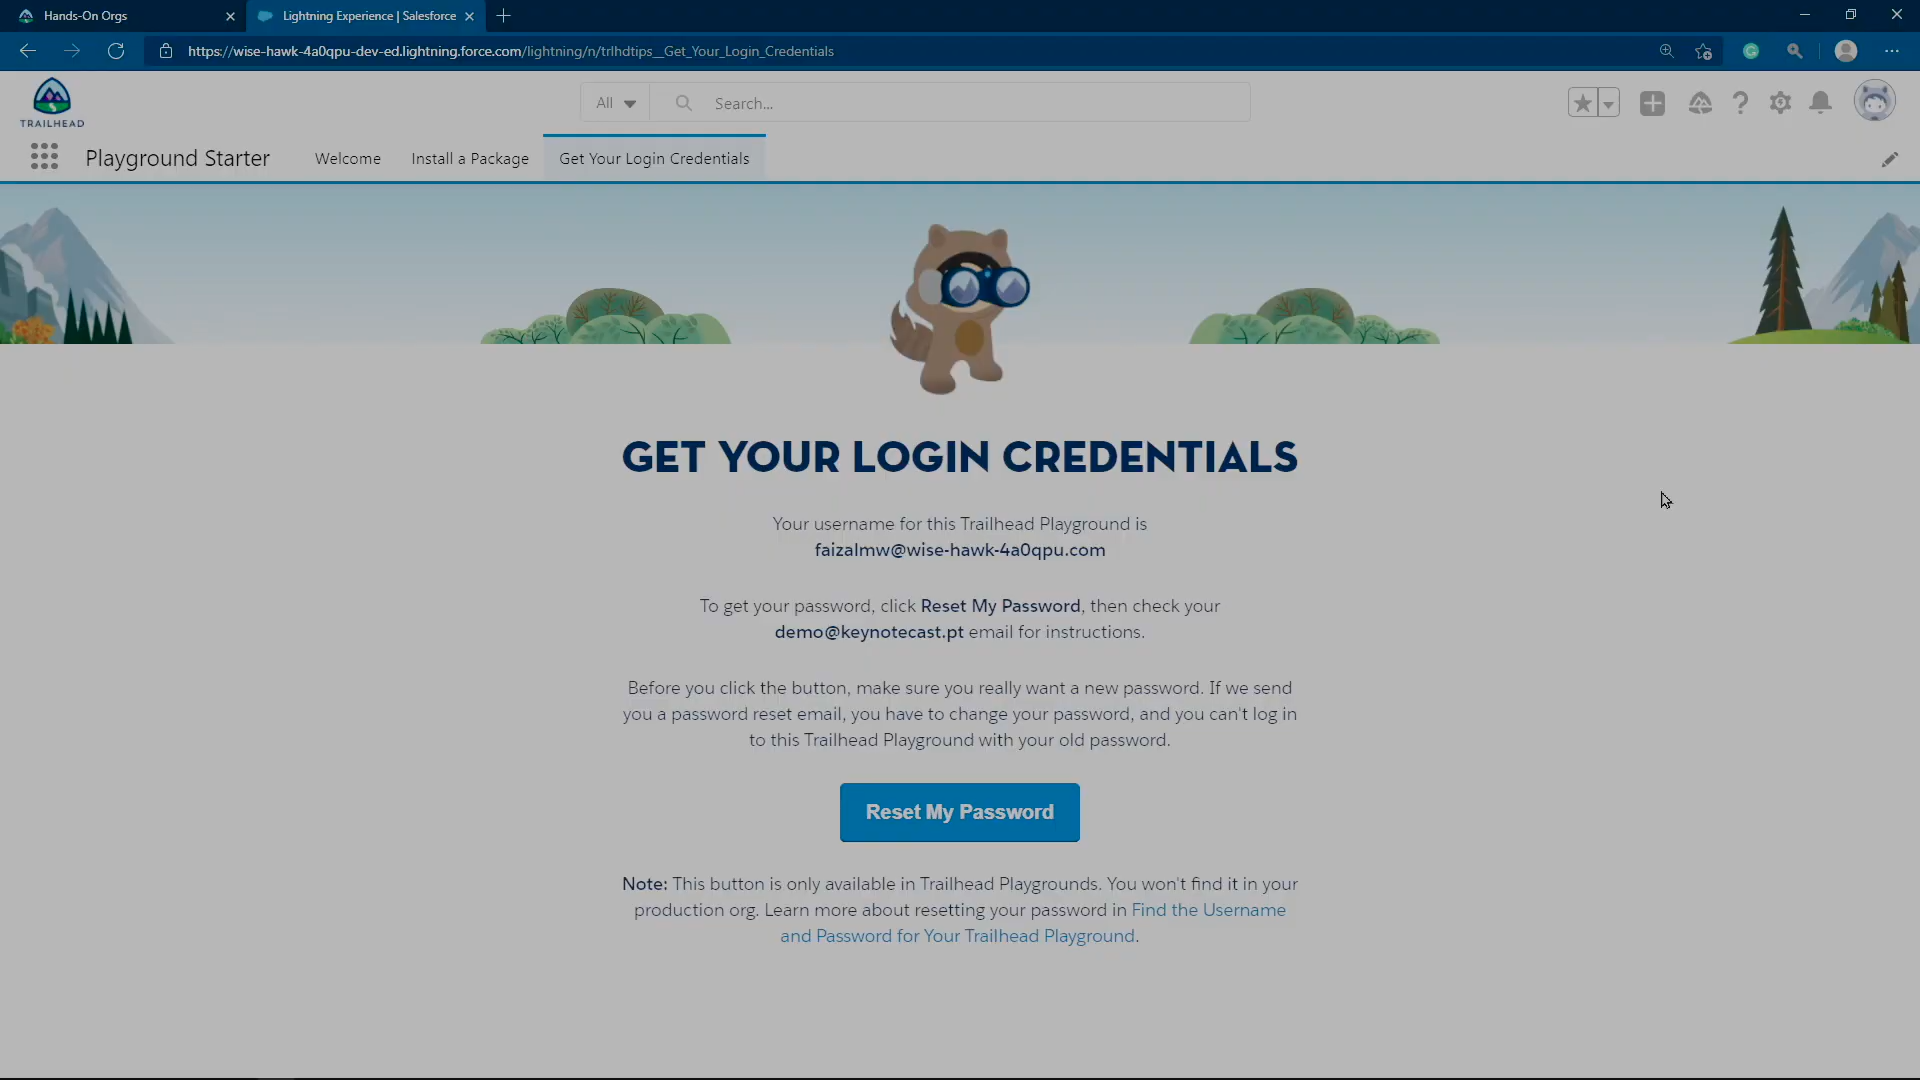 Hands-On Orgs
Lightning Experience | Salesforce
https://wise-hawk-4a0qpu-dev-ed.lightning.force.com/lightning/n/trlhdtips__Get_Your_Login_Credentials
TRAILHEAD
All
Search...
Playground Starter
Welcome
Install a Package
Get Your Login Credentials
GET YOUR LOGIN CREDENTIALS
Your username for this Trailhead Playground is
faizalmw@wise-hawk-4a0qpu.com
To get your password, click Reset My Password, then check your
demo@keynotecast.pt email for instructions.
Before you click the button, make sure you really want a new password. If we send
you a password reset email, you have to change your password, and you can't log in
to this Trailhead Playground with your old password.
Reset My Password
Note: This button is only available in Trailhead Playgrounds. You won't find it in your
production org. Learn more about resetting your password in Find the Username
and Password for Your Trailhead Playground.